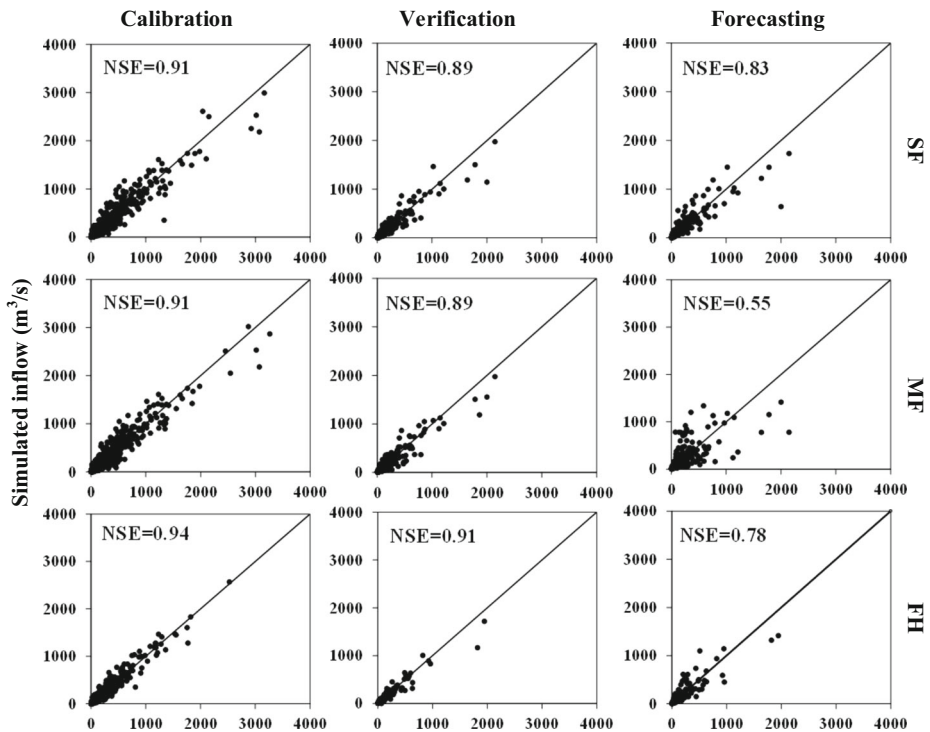 Calibration Verification Forecasting
4000 4000 4000
NSE=0.91 NSE=0.89 NSE=0.83
3000 3000 3000
2000 2000 2000
SF
1000 1000 1000
0 0 0
0 1000 2000 3000 4000 0 1000 2000 3000 4000 0 1000 2000 3000 4000
Simulated inflow (m³/s)
4000 4000 4000
NSE=0.91 NSE=0.89 NSE=0.55
3000 3000 3000
2000 2000 2000
MF
1000 1000 1000
0 0 0
0 1000 2000 3000 4000 0 1000 2000 3000 4000 0 1000 2000 3000 4000
4000 4000 4000
NSE=0.94 NSE=0.91 NSE=0.78
3000 3000 3000
2000 2000 2000
FH
1000 1000 1000
0 0 0
0 1000 2000 3000 4000 0 1000 2000 3000 4000 0 1000 2000 3000 4000